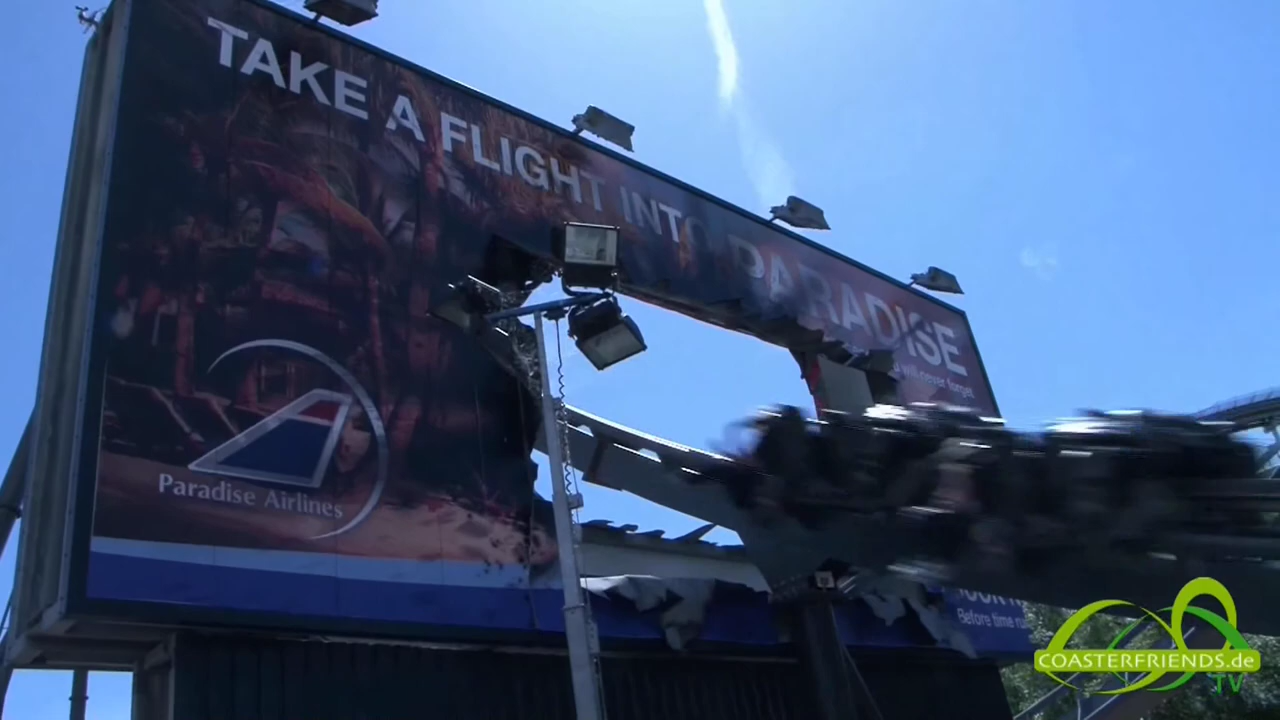 TAKE A FLIGHT INTO PARADISE
will never forget
Paradise Airlines
Before time
COASTERFRIENDS.de
TV